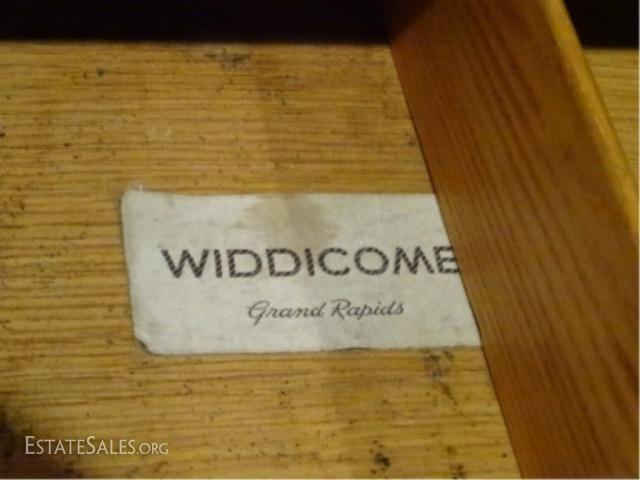 WIDDICOMB
Grand Rapids
ESTATESALES.ORG